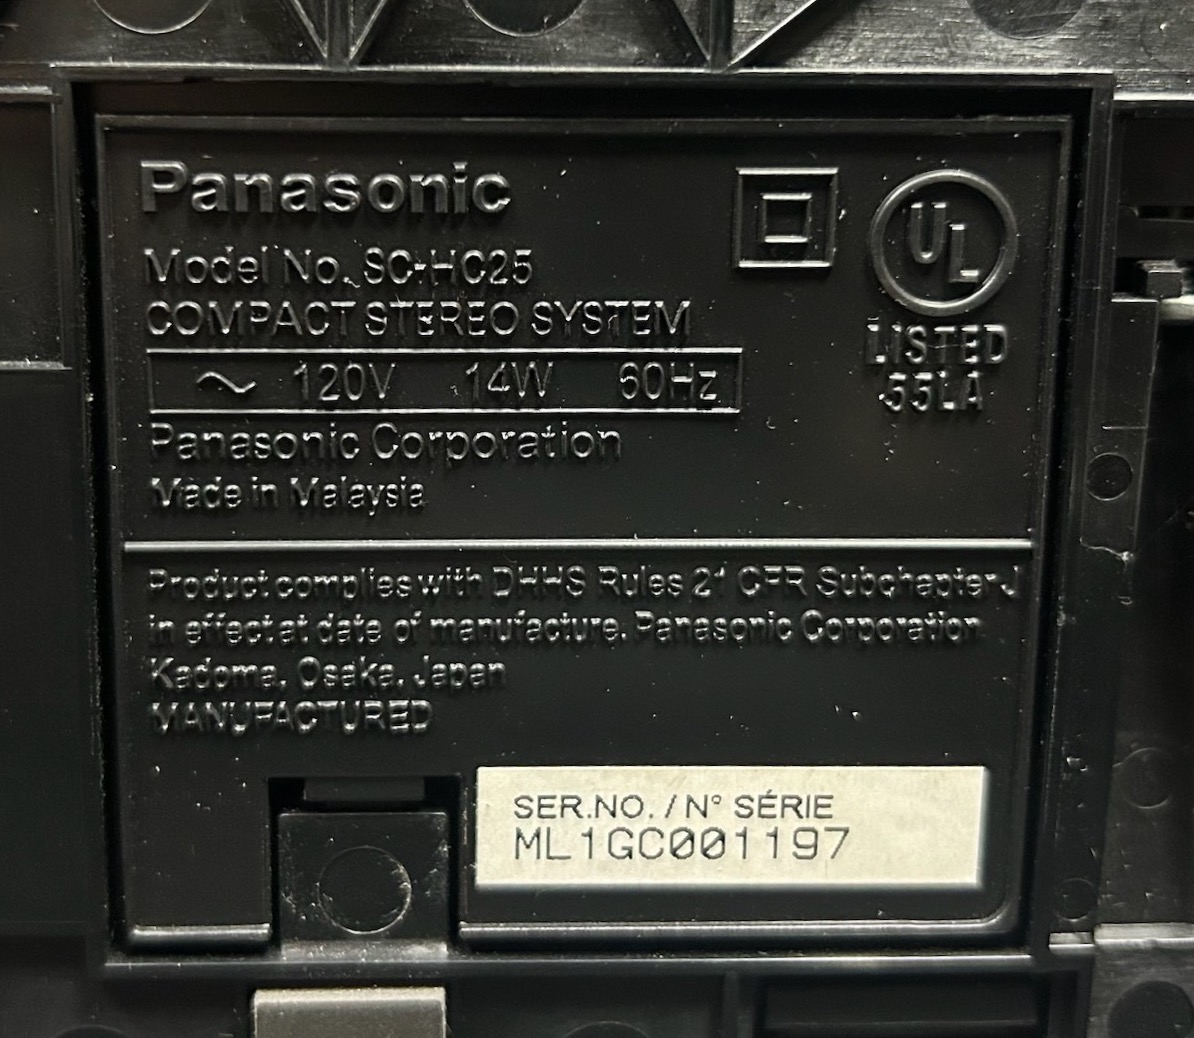 Panasonic
Model No. SC-HC25
COMPACT STEREO SYSTEM
~ 120V 14W 60Hz
Panasonic Corporation
Made in Malaysia
UL
LISTED
55LA
Product complies with DHHS Rules 21 CFR Subchapter J
in effect at date of manufacture. Panasonic Corporation
Kadoma, Osaka, Japan
MANUFACTURED
SER.NO. / N° SÉRIE
ML1GC001197